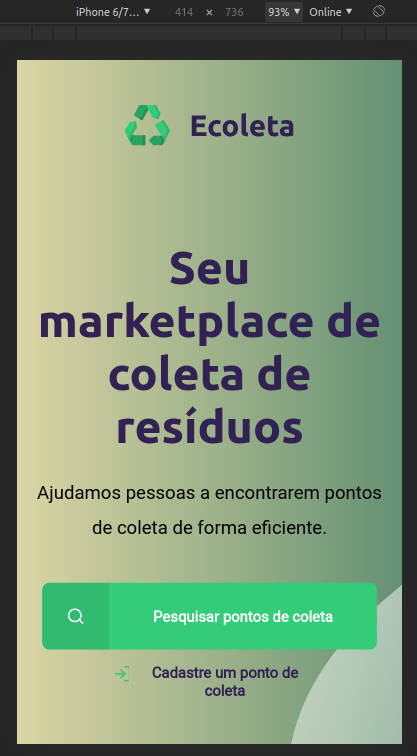 iPhone 6/7… 414 × 736 93% Online
Ecoleta
Seu
marketplace de
coleta de
resíduos
Ajudamos pessoas a encontrarem pontos
de coleta de forma eficiente.
Pesquisar pontos de coleta
Cadastre um ponto de
coleta